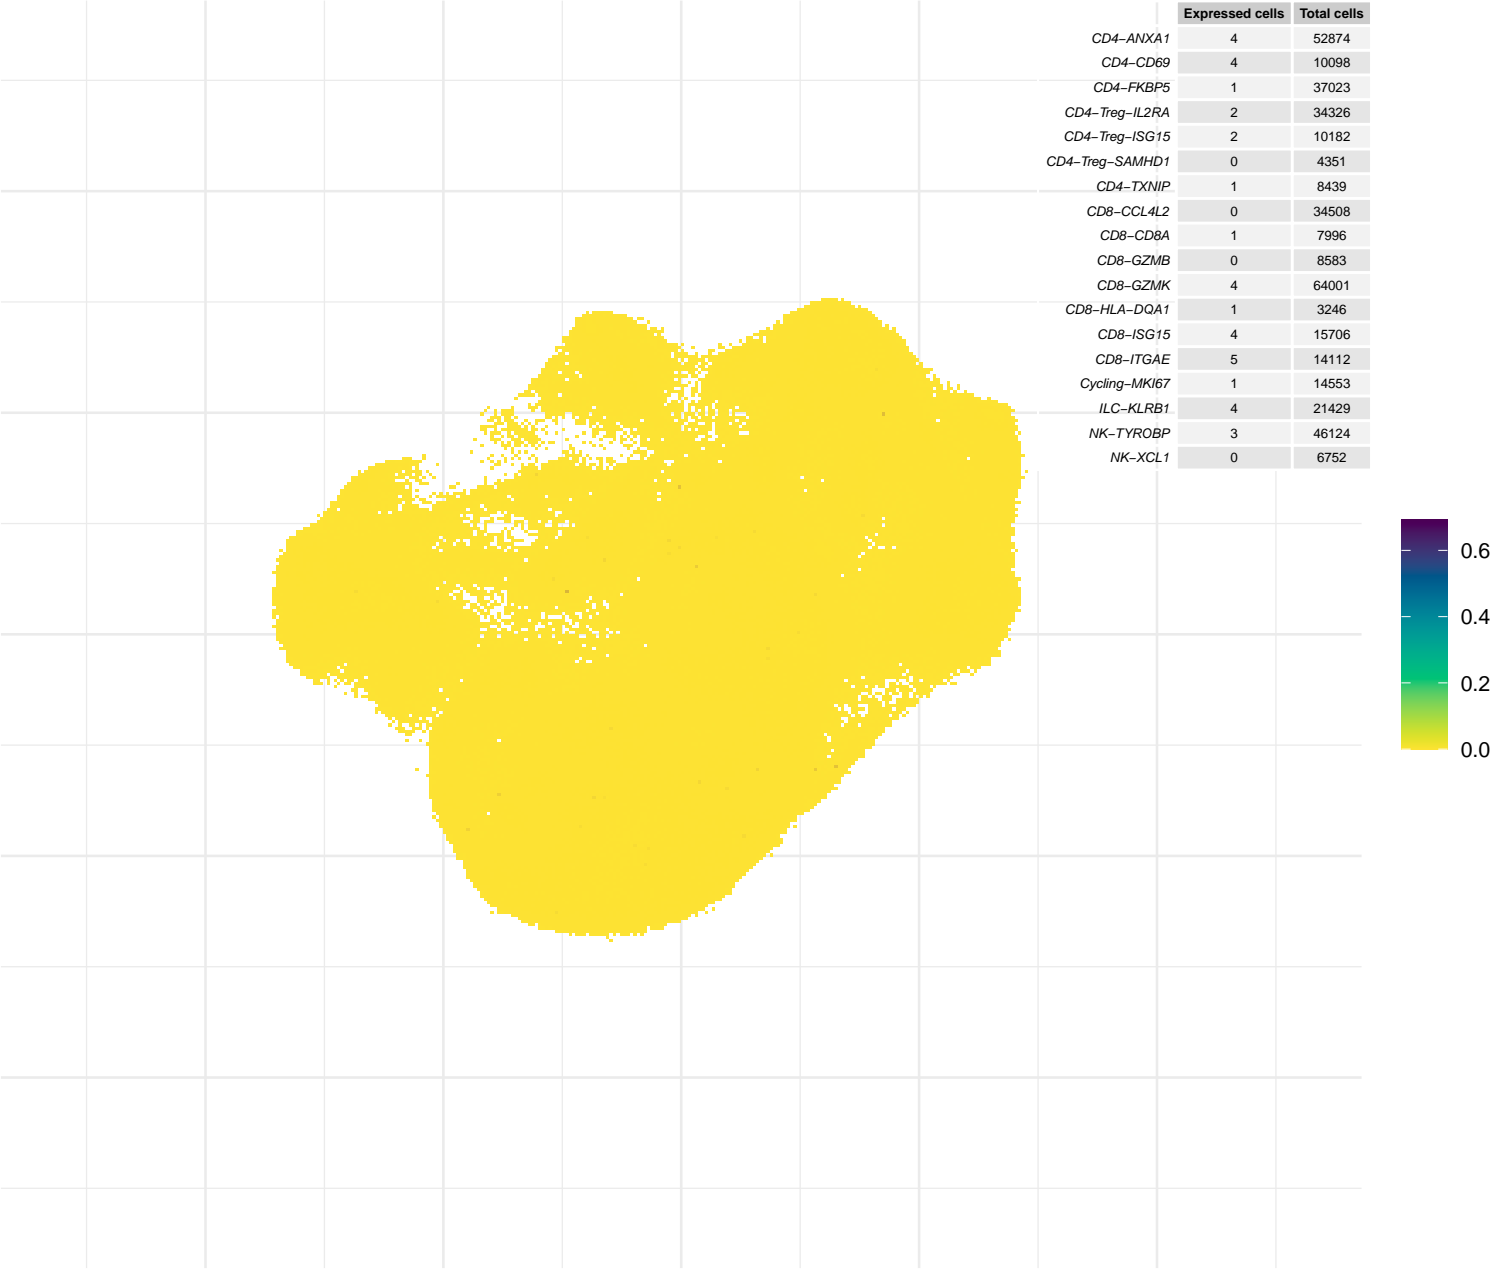 Expressed cells Total cells
CD4−ANXA1 4 52874
CD4−CD69 4 10098
CD4−FKBP5 1 37023
CD4−Treg−IL2RA 2 34326
CD4−Treg−ISG15 2 10182
CD4−Treg−SAMHD1 0 4351
CD4−TXNIP 1 8439
CD8−CCL4L2 0 34508
CD8−CD8A 1 7996
CD8−GZMB 0 8583
CD8−GZMK 4 64001
CD8−HLA−DQA1 1 3246
CD8−ISG15 4 15706
CD8−ITGAE 5 14112
Cycling−MKI67 1 14553
ILC−KLRB1 4 21429
NK−TYROBP 3 46124
NK−XCL1 0 6752
0.6
0.4
0.2
0.0